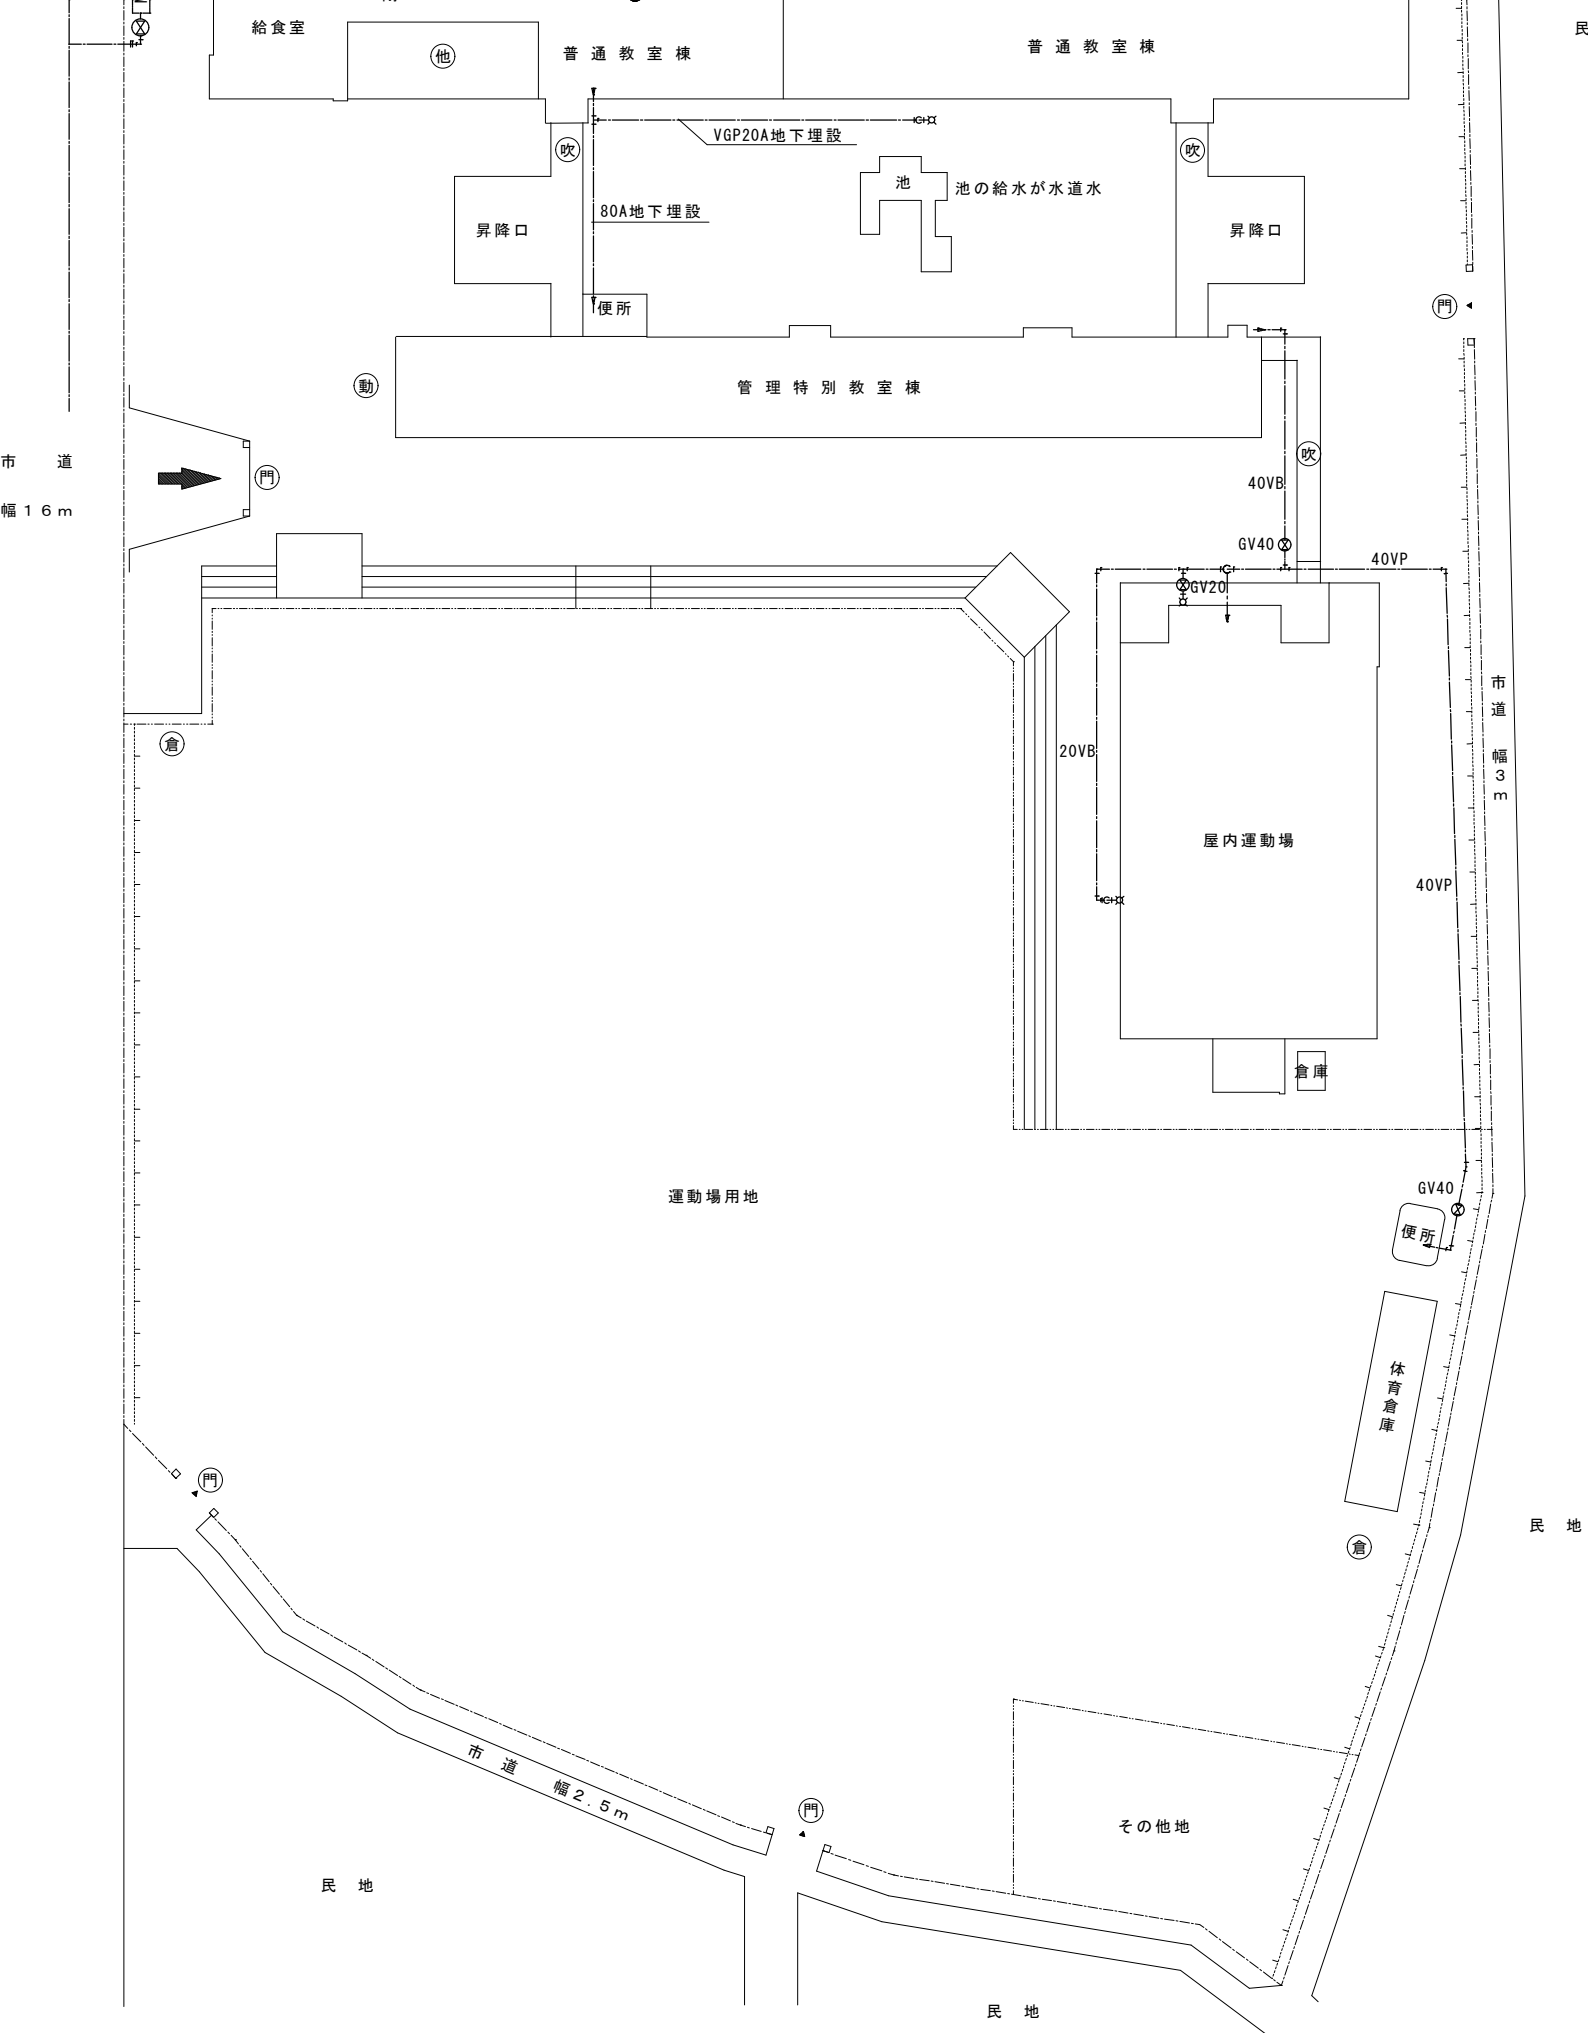 給食室
他
普通教室棟
普通教室棟
民
VGP20A地下埋設
吹
吹
池
池の給水が水道水
80A地下埋設
昇降口
昇降口
便所
門
動
管理特別教室棟
市　道
幅16m
門
吹
40VB
GV40
40VP
GV20
市道　幅3m
倉
20VB
屋内運動場
40VP
倉庫
運動場用地
GV40
便所
体育倉庫
門
倉
民　地
市　道　幅2.5m
門
その他地
民　地
民　地